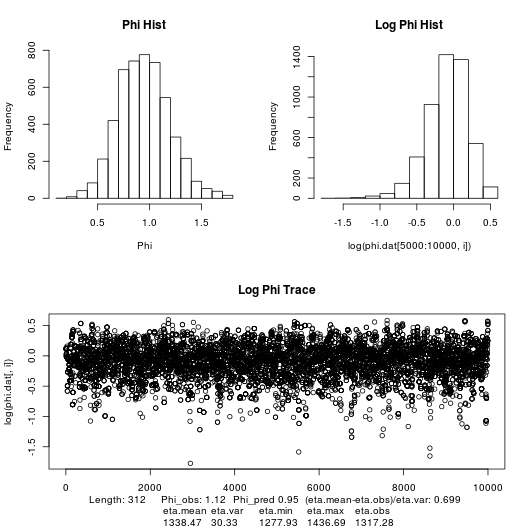 Phi Hist
Log Phi Hist
Frequency
0
200
400
600
800
0.5 1.0 1.5
Phi
Frequency
0
200
600
1000
1400
-1.5 -1.0 -0.5 0.0 0.5
log(phi.dat[5000:10000, i])
Log Phi Trace
log(phi.dat[, i])
-1.5
-1.0
-0.5
0.0
0.5
0 2000 4000 6000 8000 10000
Length: 312 Phi_obs: 1.12 Phi_pred 0.95 (eta.mean-eta.obs)/eta.var: 0.699
eta.mean eta.var eta.min eta.max eta.obs
1338.47 30.33 1277.93 1436.69 1317.28